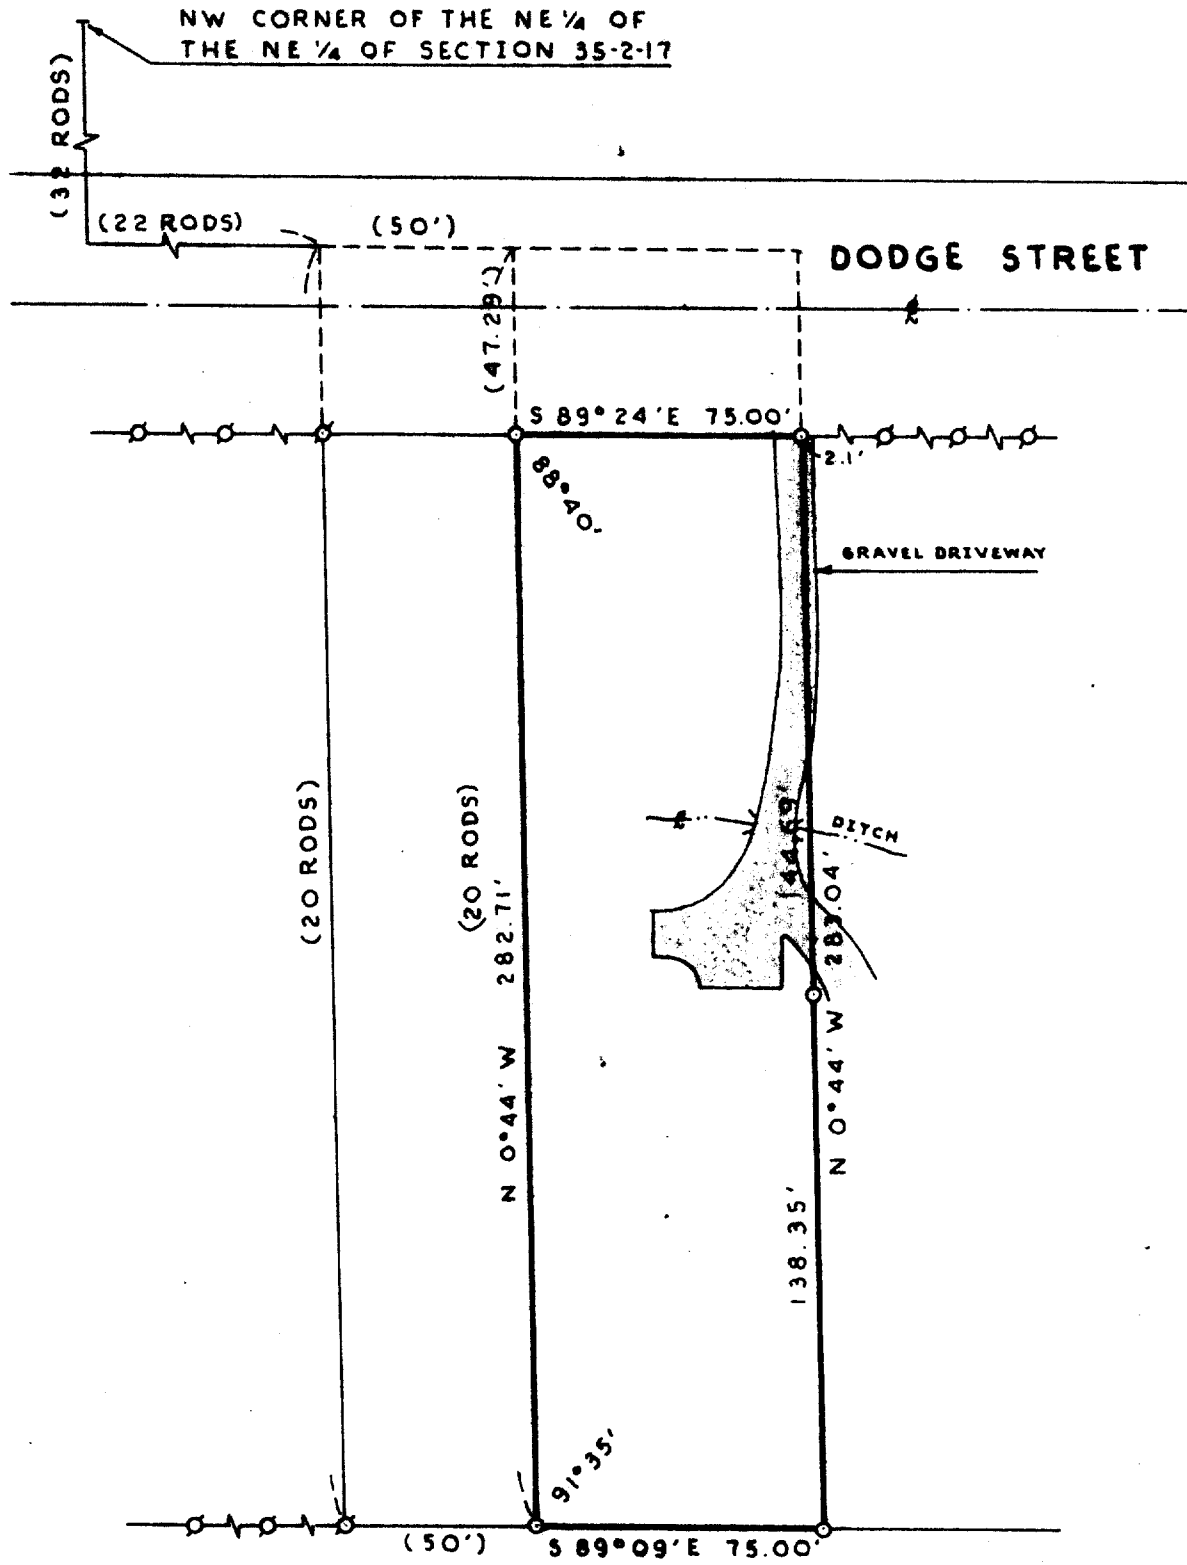 NW CORNER OF THE NE ¼ OF
THE NE ¼ OF SECTION 35-2-17
(32 RODS)
(22 RODS)
(50')
DODGE STREET
(47.29')
S 89° 24' E 75.00'
2.1'
88° 40'
GRAVEL DRIVEWAY
(20 RODS)
(20 RODS)
282.71'
N 0° 44' W
DITCH
144.69'
283.04'
N 0° 44' W
138.35'
91° 35'
(50')
S 89° 09' E 75.00'